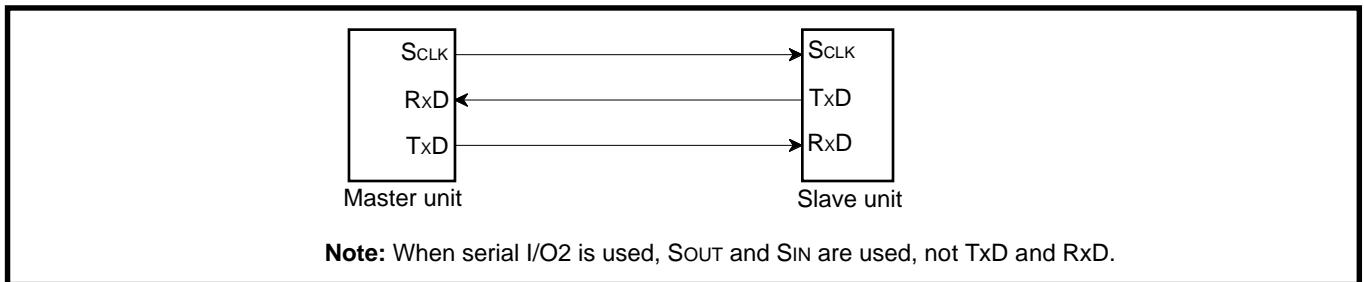 SCLK SCLK
RxD TxD
TxD RxD
Master unit Slave unit
Note: When serial I/O2 is used, SOUT and SIN are used, not TxD and RxD.